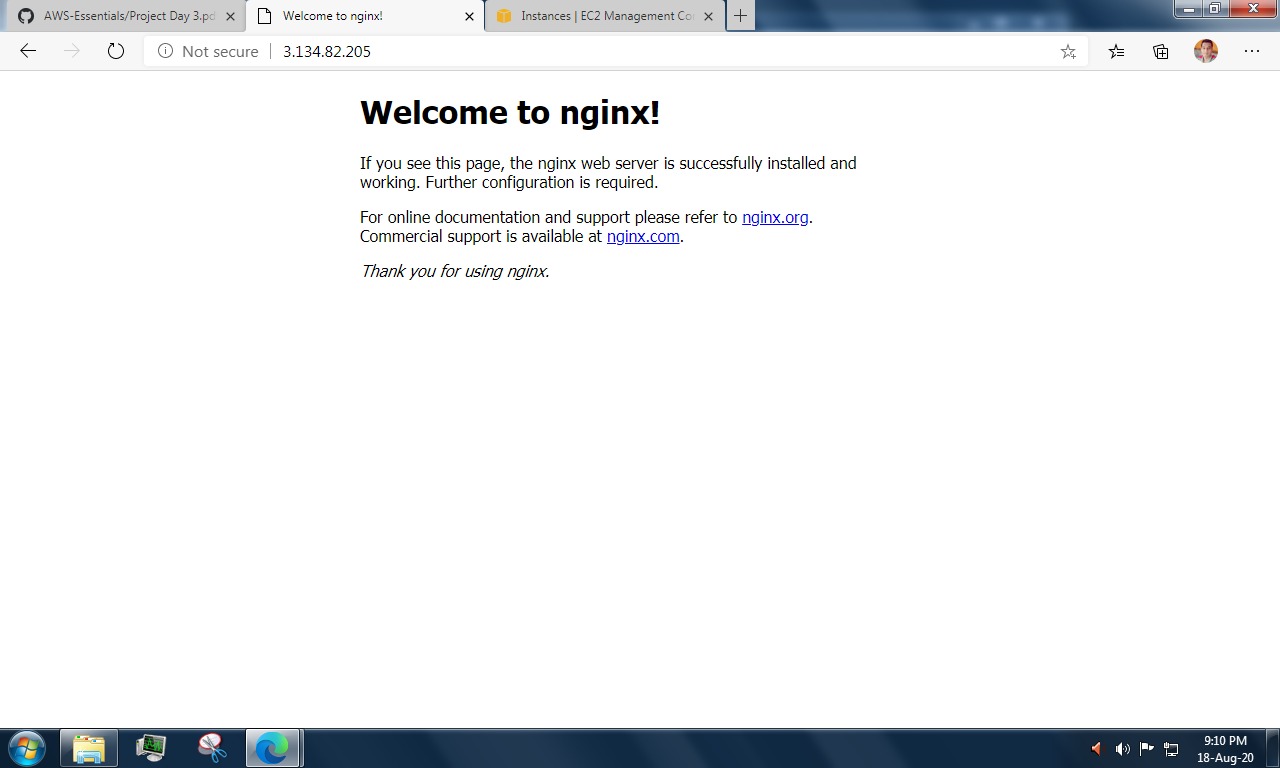 AWS-Essentials/Project Day 3.pd
Welcome to nginx!
Instances | EC2 Management Co
Not secure
3.134.82.205
Welcome to nginx!
If you see this page, the nginx web server is successfully installed and
working. Further configuration is required.
For online documentation and support please refer to nginx.org.
Commercial support is available at nginx.com.
Thank you for using nginx.
9:10 PM
18-Aug-20